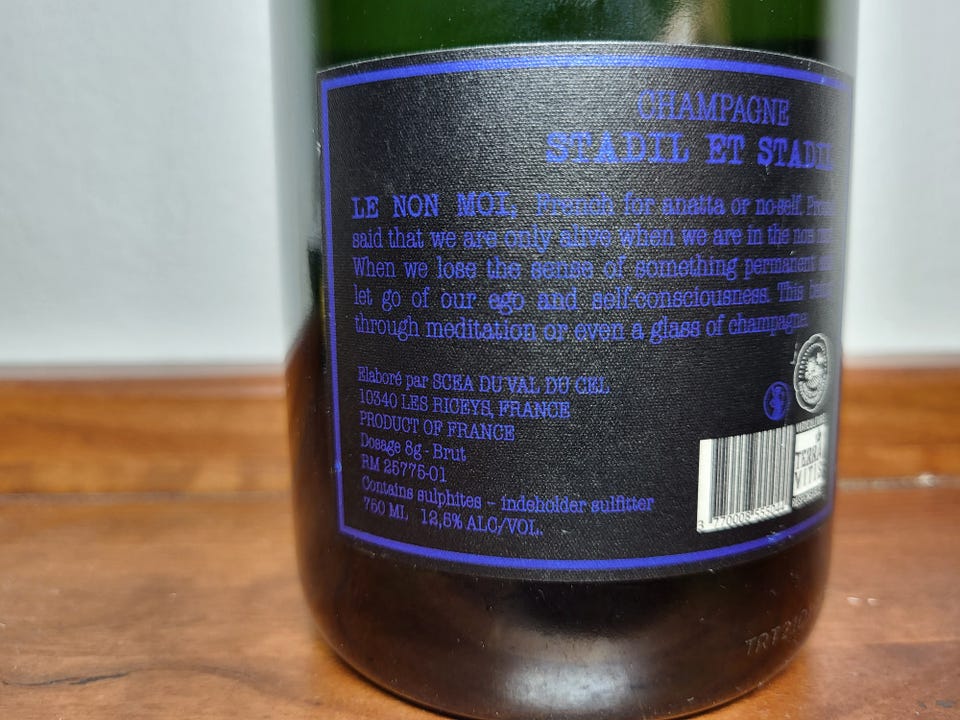 CHAMPAGNE
STADIL ET STADIL
LE NON MOI, French for anatta or no-self.
said that we are only alive when we are in the non
When we lose the sense of something permanent
let go of our ego and self-consciousness. This
through meditation or even a glass of champagne.
Elaboré par SCEA DU VAL DU CIEL
10340 LES RICEYS, FRANCE
PRODUCT OF FRANCE
Dosage 8g - Brut
RM 25775-01
Contains sulphites – indeholder sulfitter
750 ML 12,5% ALC/VOL.
TERRA
VITIS